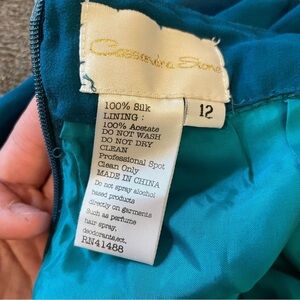 Cassandra Stone
12
100% Silk
LINING :
100% Acetate
DO NOT WASH
DO NOT DRY
CLEAN
Professional Spot
Clean Only
MADE IN CHINA
Do not spray alcohol
based products
directly on garments
Such as perfume
hair spray,
deodorants,ect.
RN41488